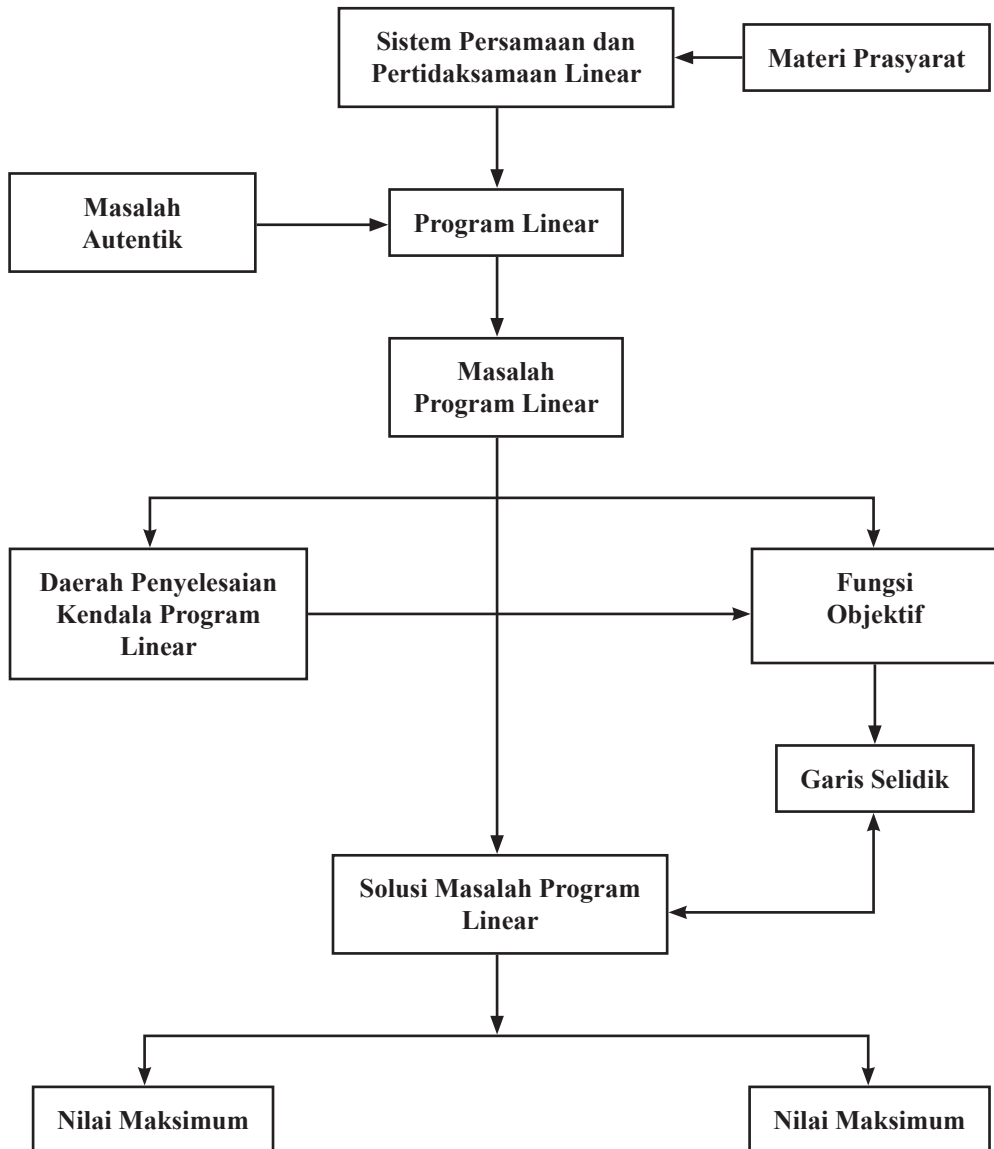 Sistem Persamaan dan
Pertidaksamaan Linear
Materi Prasyarat
Masalah
Autentik
Program Linear
Masalah
Program Linear
Daerah Penyelesaian
Kendala Program
Linear
Fungsi
Objektif
Garis Selidik
Solusi Masalah Program
Linear
Nilai Maksimum
Nilai Maksimum